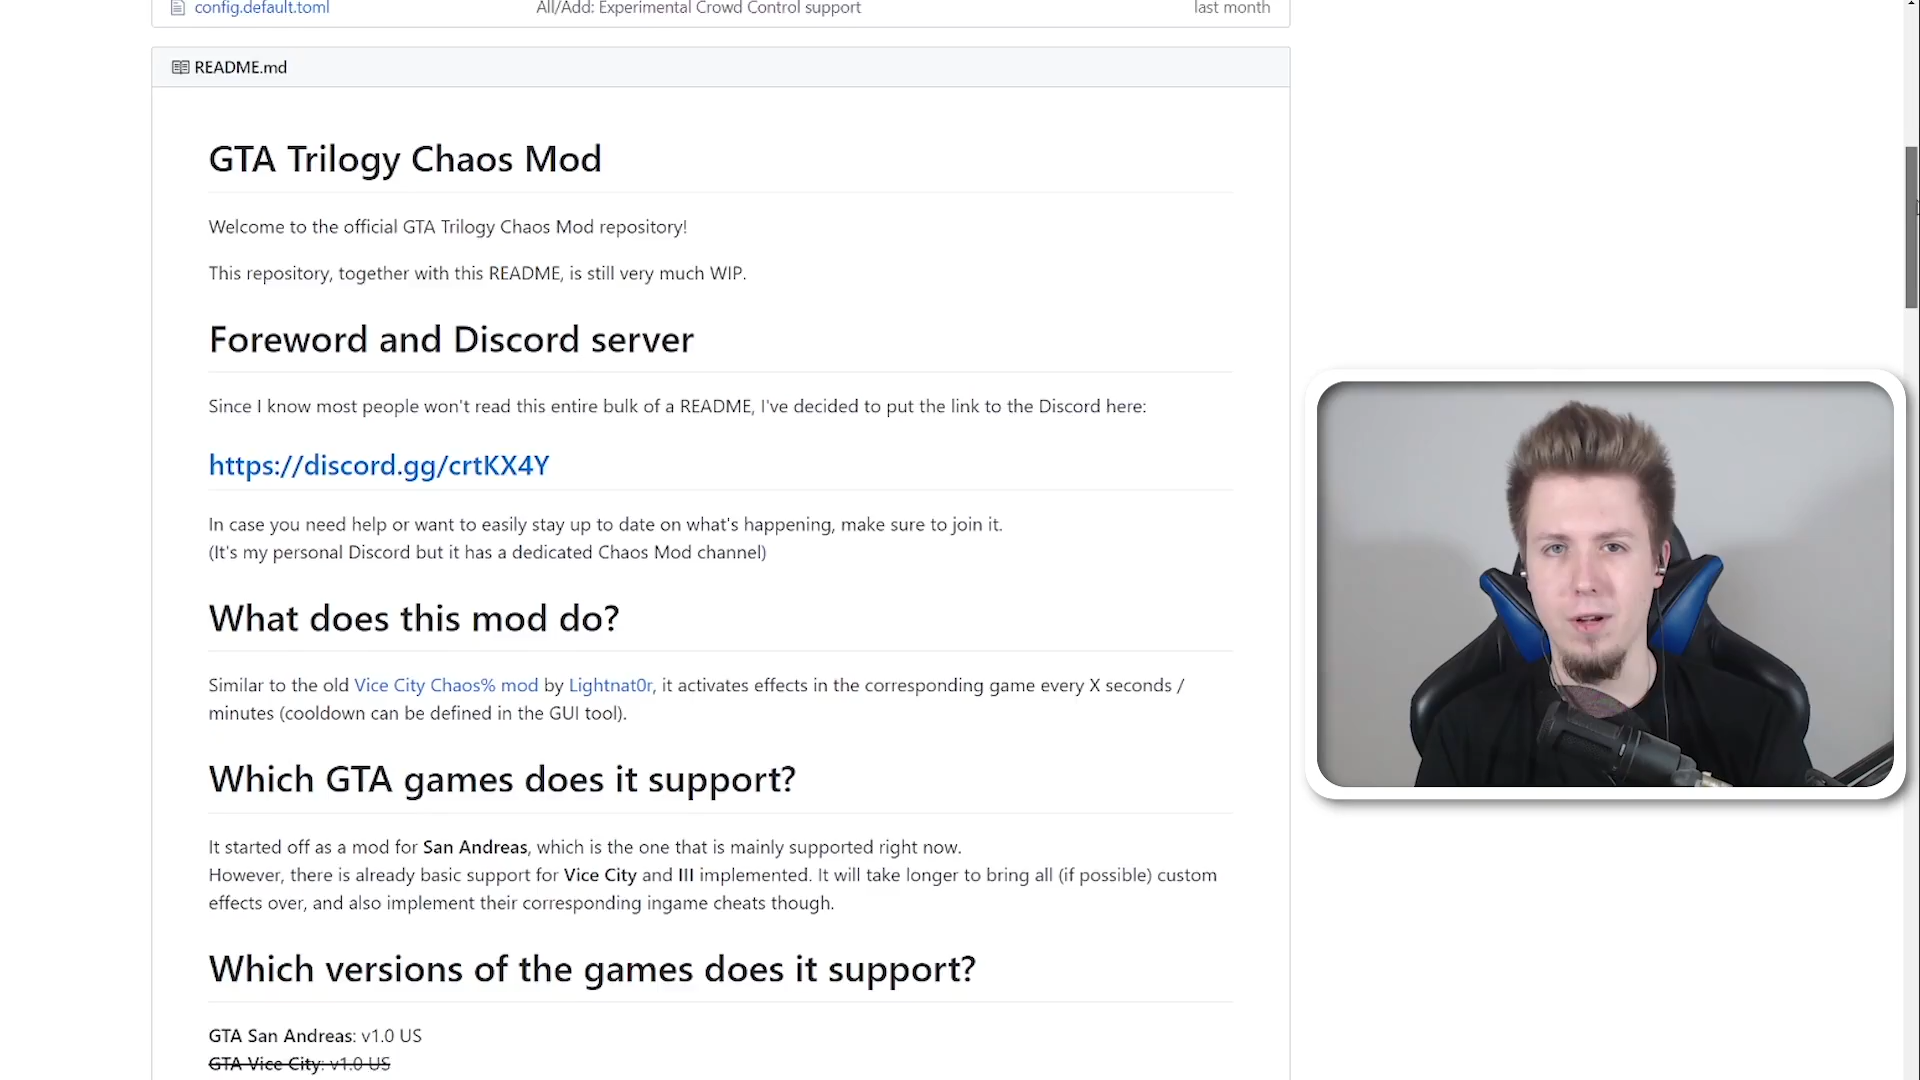 config.default.toml All/Add: Experimental Crowd Control support last month
README.md
GTA Trilogy Chaos Mod
Welcome to the official GTA Trilogy Chaos Mod repository!
This repository, together with this README, is still very much WIP.
Foreword and Discord server
Since I know most people won't read this entire bulk of a README, I've decided to put the link to the Discord here:
https://discord.gg/crtKX4Y
In case you need help or want to easily stay up to date on what's happening, make sure to join it.
(It's my personal Discord but it has a dedicated Chaos Mod channel)
What does this mod do?
Similar to the old Vice City Chaos% mod by Lightnat0r, it activates effects in the corresponding game every X seconds /
minutes (cooldown can be defined in the GUI tool).
Which GTA games does it support?
It started off as a mod for San Andreas, which is the one that is mainly supported right now.
However, there is already basic support for Vice City and III implemented. It will take longer to bring all (if possible) custom
effects over, and also implement their corresponding ingame cheats though.
Which versions of the games does it support?
GTA San Andreas: v1.0 US
GTA Vice City: v1.0 US